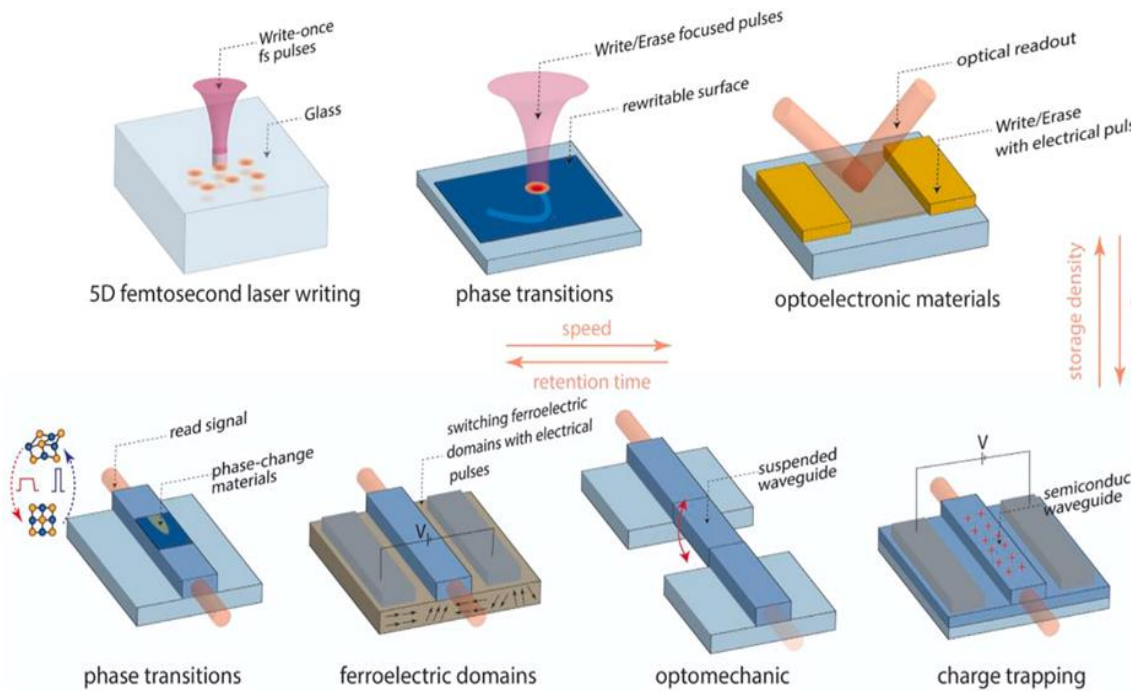 Write-once
fs pulses
Glass
5D femtosecond laser writing
Write/Erase focused pulses
rewritable surface
phase transitions
optical readout
Write/Erase
with electrical puls
optoelectronic materials
speed
retention time
storage density
read signal
phase-change
materials
phase transitions
switching ferroelectric
domains with electrical
pulses
V
ferroelectric domains
suspended
waveguide
optomechanic
V
semiconduc
waveguide
charge trapping